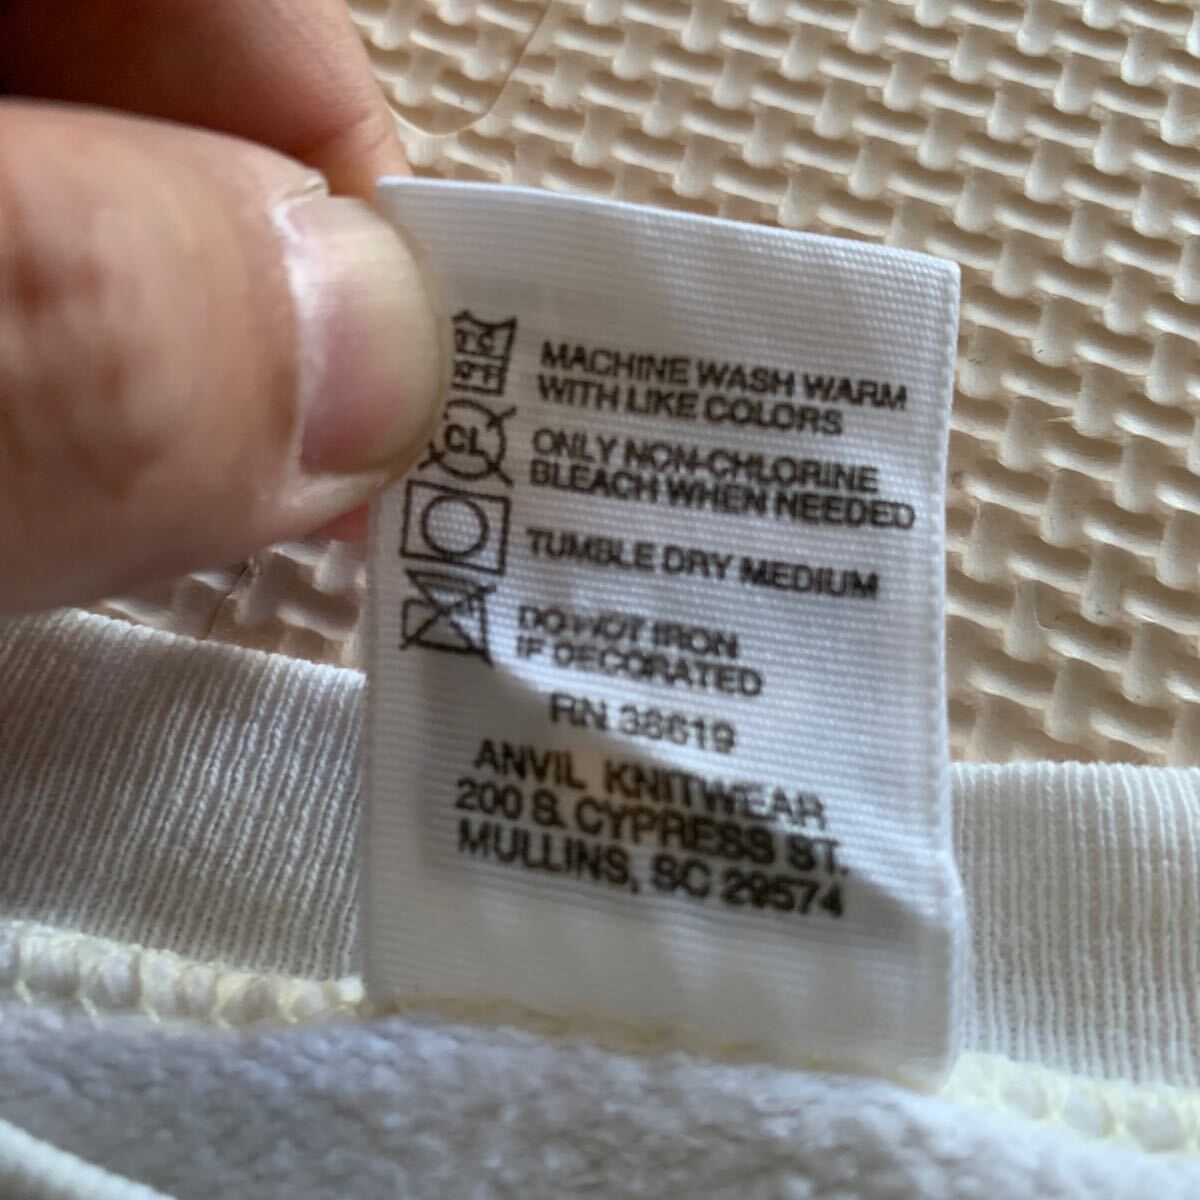 MACHINE WASH WARM
WITH LIKE COLORS
CL
ONLY NON-CHLORINE
BLEACH WHEN NEEDED
TUMBLE DRY MEDIUM
DO NOT IRON
IF DECORATED
RN 38619
ANVIL KNITWEAR
200 S. CYPRESS ST.
MULLINS, SC 29574